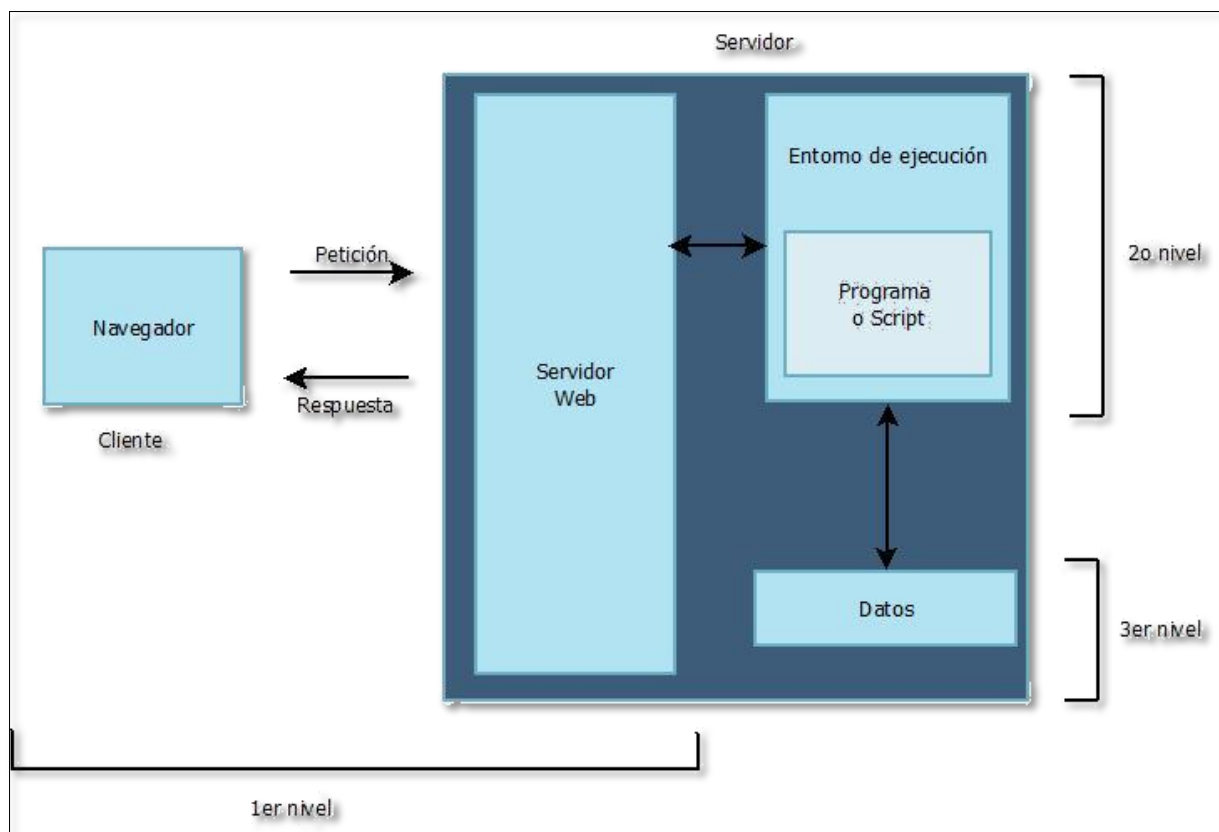 Servidor
Entorno de ejecución
2o nivel
Petición
Programa
o Script
Navegador
Servidor
Web
Respuesta
Cliente
Datos
3er nivel
1er nivel